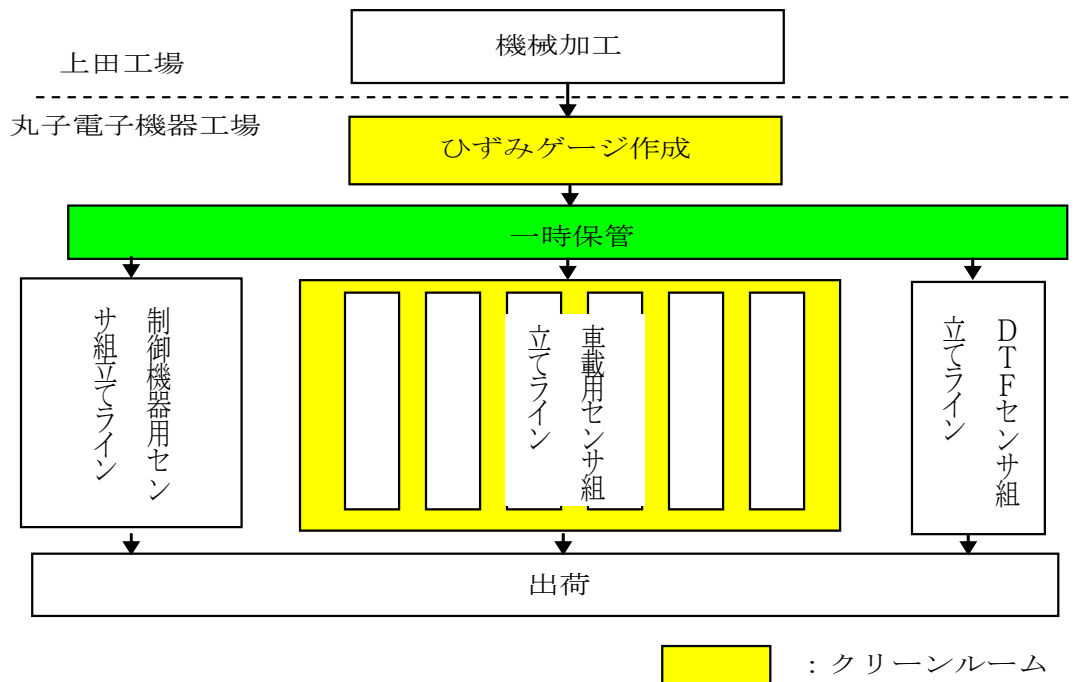 機械加工
上田工場
丸子電子機器工場
ひずみゲージ作成
一時保管
制御機器用セン
サ組立てライン
車載用センサ組
立てライン
DTFセンサ組
立てライン
出荷
：クリーンルーム